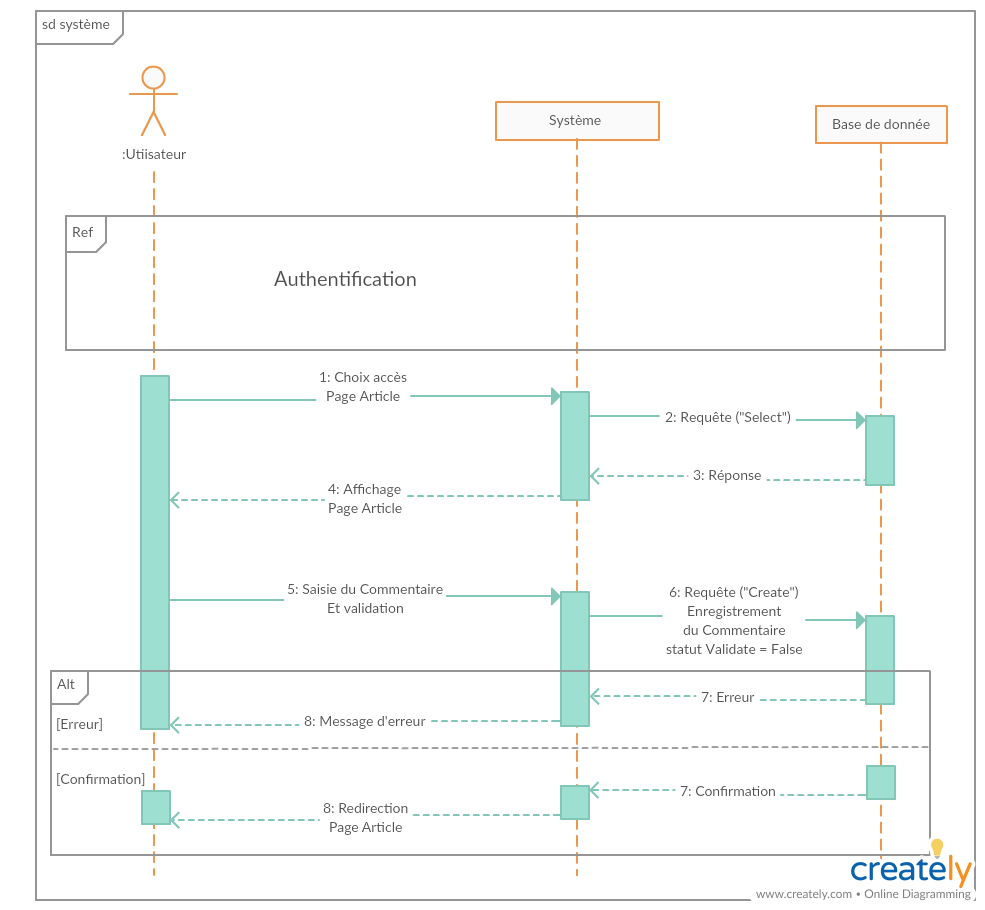 sd système
:Utiisateur
Système
Base de donnée
Ref
Authentification
1: Choix accès
Page Article
2: Requête ("Select")
3: Réponse
4: Affichage
Page Article
5: Saisie du Commentaire
Et validation
6: Requête ("Create")
Enregistrement
du Commentaire
statut Validate = False
Alt
[Erreur]
7: Erreur
8: Message d'erreur
[Confirmation]
7: Confirmation
8: Redirection
Page Article
creately
www.creately.com • Online Diagramming